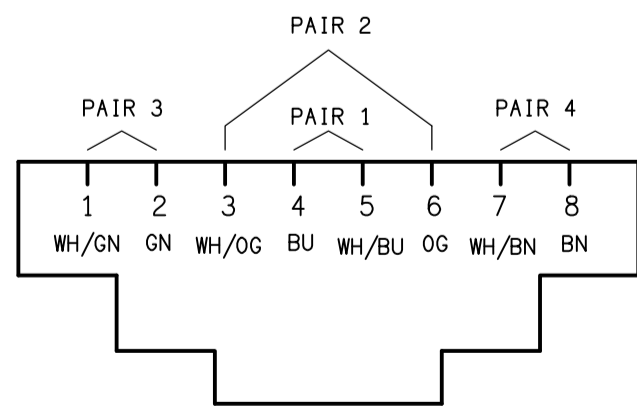 PAIR 2
PAIR 3 PAIR 1 PAIR 4
1 2 3 4 5 6 7 8
WH/GN GN WH/OG BU WH/BU OG WH/BN BN